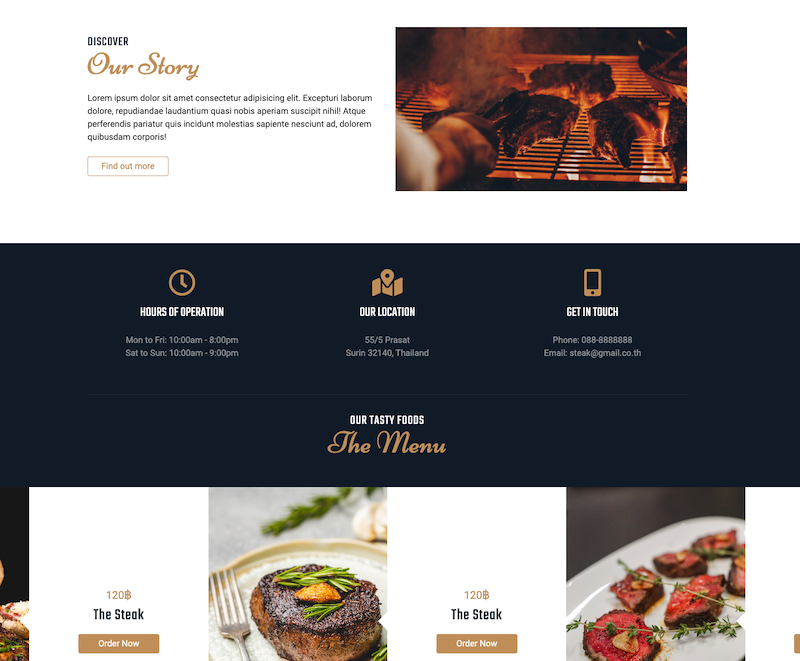 DISCOVER
Our Story
Lorem ipsum dolor sit amet consectetur adipisicing elit. Excepturi laborum
dolore, repudiandae laudantium quasi nobis aperiam suscipit nihil! Atque
perferendis pariatur quis incidunt molestias sapiente nesciunt ad, dolorem
quibusdam corporis!
Find out more
HOURS OF OPERATION
Mon to Fri: 10:00am - 8:00pm
Sat to Sun: 10:00am - 9:00pm
OUR LOCATION
55/5 Prasat
Surin 32140, Thailand
GET IN TOUCH
Phone: 088-8888888
Email: steak@gmail.co.th
OUR TASTY FOODS
The Menu
120฿
The Steak
Order Now
120฿
The Steak
Order Now